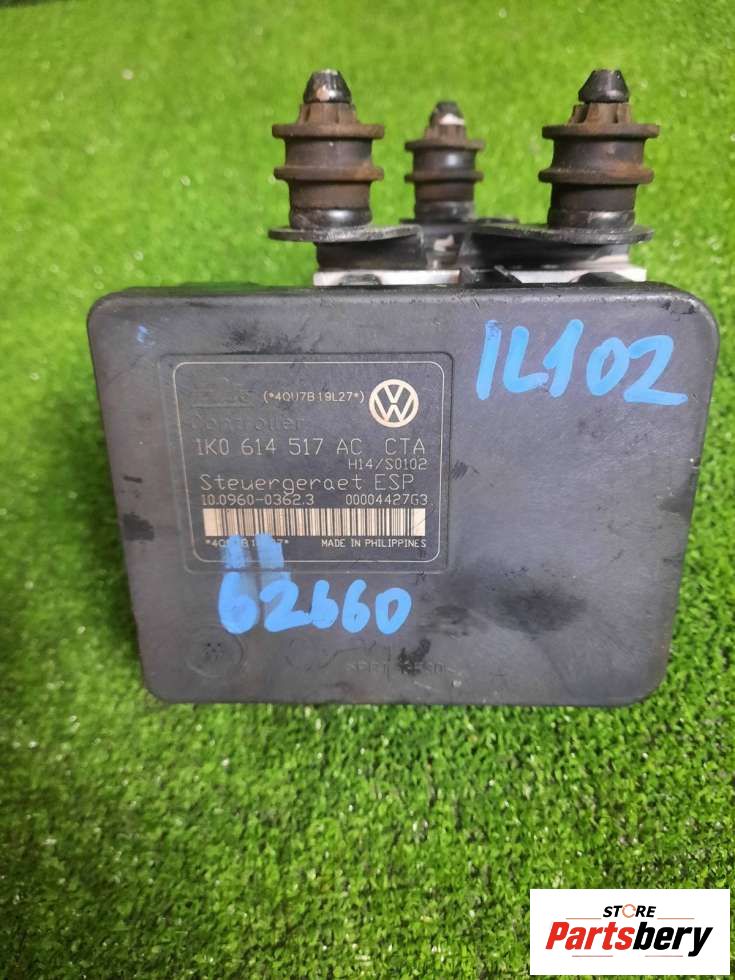 1L102
(*4QU7B19L27*)
Controller
1K0 614 517 AC CTA
H14/S0102
Steuergeraet ESP
10.0960-0362.3 00004427G3
MADE IN PHILIPPINES
62660
STORE
Partsbery